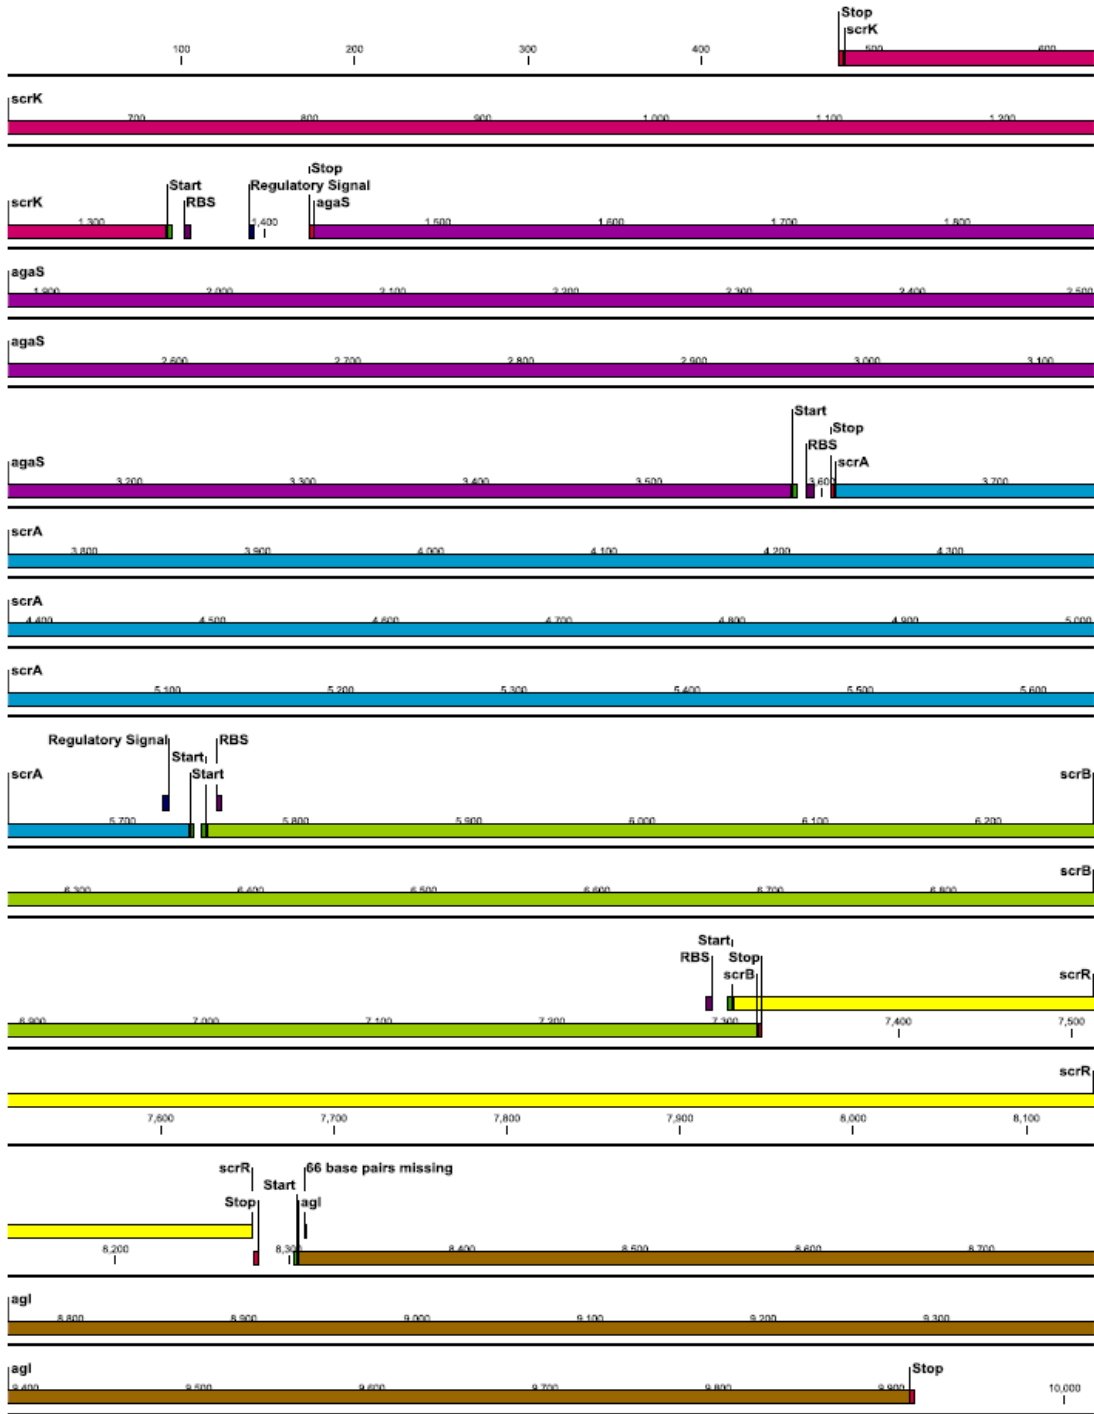 Stop
scrK
100 200 300 400 500 600
scrK
700 800 900 1,000 1,100 1,200
Stop
Start Regulatory Signal
scrK RBS agaS
1,300 1,400 1,500 1,600 1,700 1,800
agaS
1,900 2,000 2,100 2,200 2,300 2,400 2,500
agaS
2,600 2,700 2,800 2,900 3,000 3,100
Start
Stop
RBS
agaS scrA
3,200 3,300 3,400 3,500 3,600 3,700
scrA
3,800 3,900 4,000 4,100 4,200 4,300
scrA
4,400 4,500 4,600 4,700 4,800 4,900 5,000
scrA
5,100 5,200 5,300 5,400 5,500 5,600
Regulatory Signal RBS
Start
scrA Start scrB
5,700 5,800 5,900 6,000 6,100 6,200
scrB
6,300 6,400 6,500 6,600 6,700 6,800
Start
RBS Stop
scrB scrR
6,900 7,000 7,100 7,200 7,300 7,400 7,500
scrR
7,600 7,700 7,800 7,900 8,000 8,100
scrR 66 base pairs missing
Start
Stop agl
8,200 8,300 8,400 8,500 8,600 8,700
agl
8,800 8,900 9,000 9,100 9,200 9,300
agl Stop
9,400 9,500 9,600 9,700 9,800 9,900 10,000